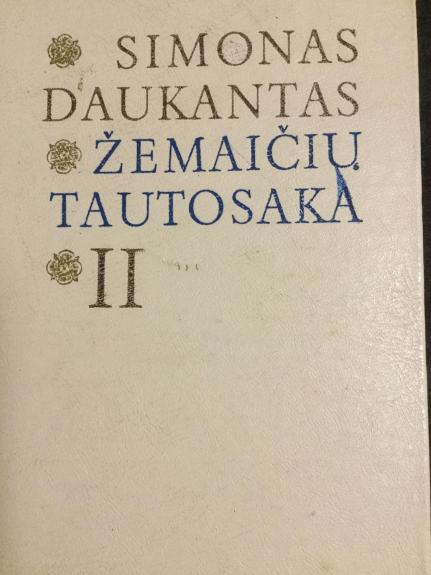 SIMONAS
DAUKANTAS
ŽEMAIČIŲ
TAUTOSAKA
II